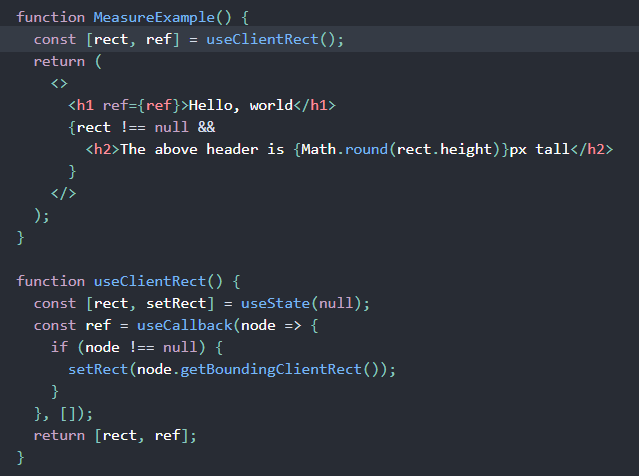 function MeasureExample() {
  const [rect, ref] = useClientRect();
  return (
    <>
      <h1 ref={ref}>Hello, world</h1>
      {rect !== null &&
        <h2>The above header is {Math.round(rect.height)}px tall</h2>
      }
    </>
  );
}

function useClientRect() {
  const [rect, setRect] = useState(null);
  const ref = useCallback(node => {
    if (node !== null) {
      setRect(node.getBoundingClientRect());
    }
  }, []);
  return [rect, ref];
}